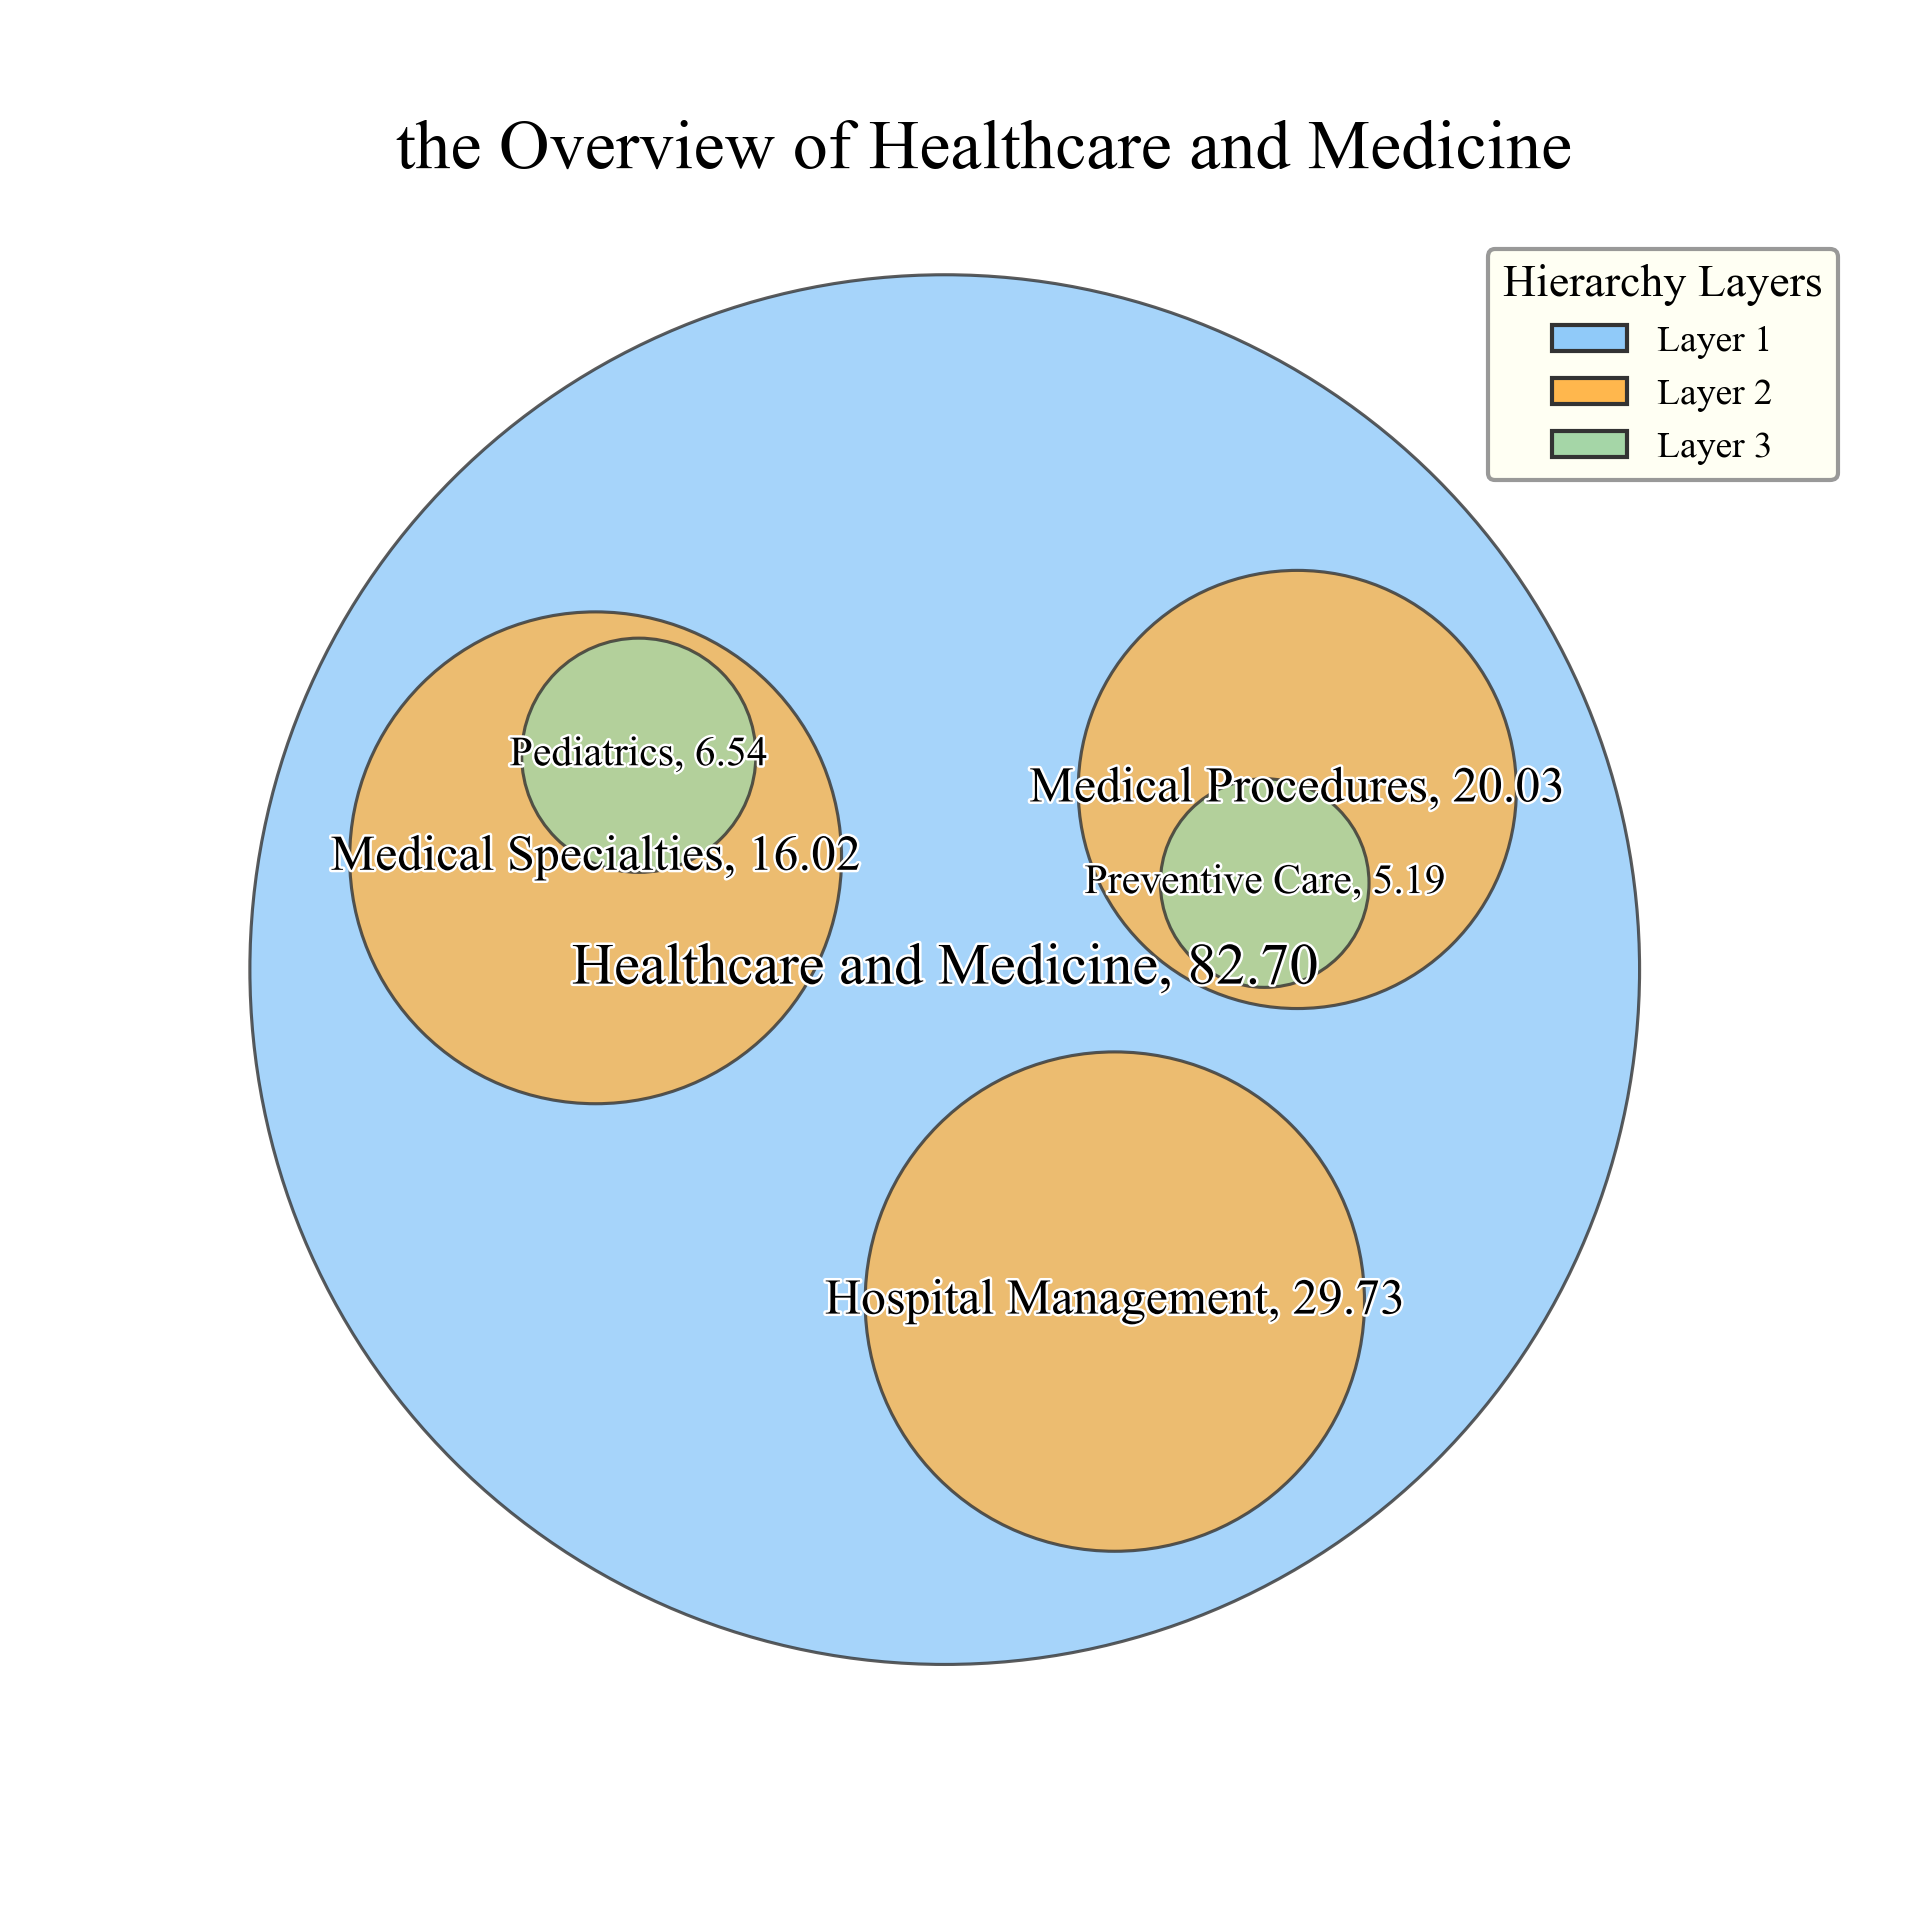 the Overview of Healthcare and Medicine
Hierarchy Layers
Layer 1
Layer 2
Layer 3
Pediatrics, 6.54
Medical Procedures, 20.03
Medical Specialties, 16.02
Preventive Care, 5.19
Healthcare and Medicine, 82.70
Hospital Management, 29.73